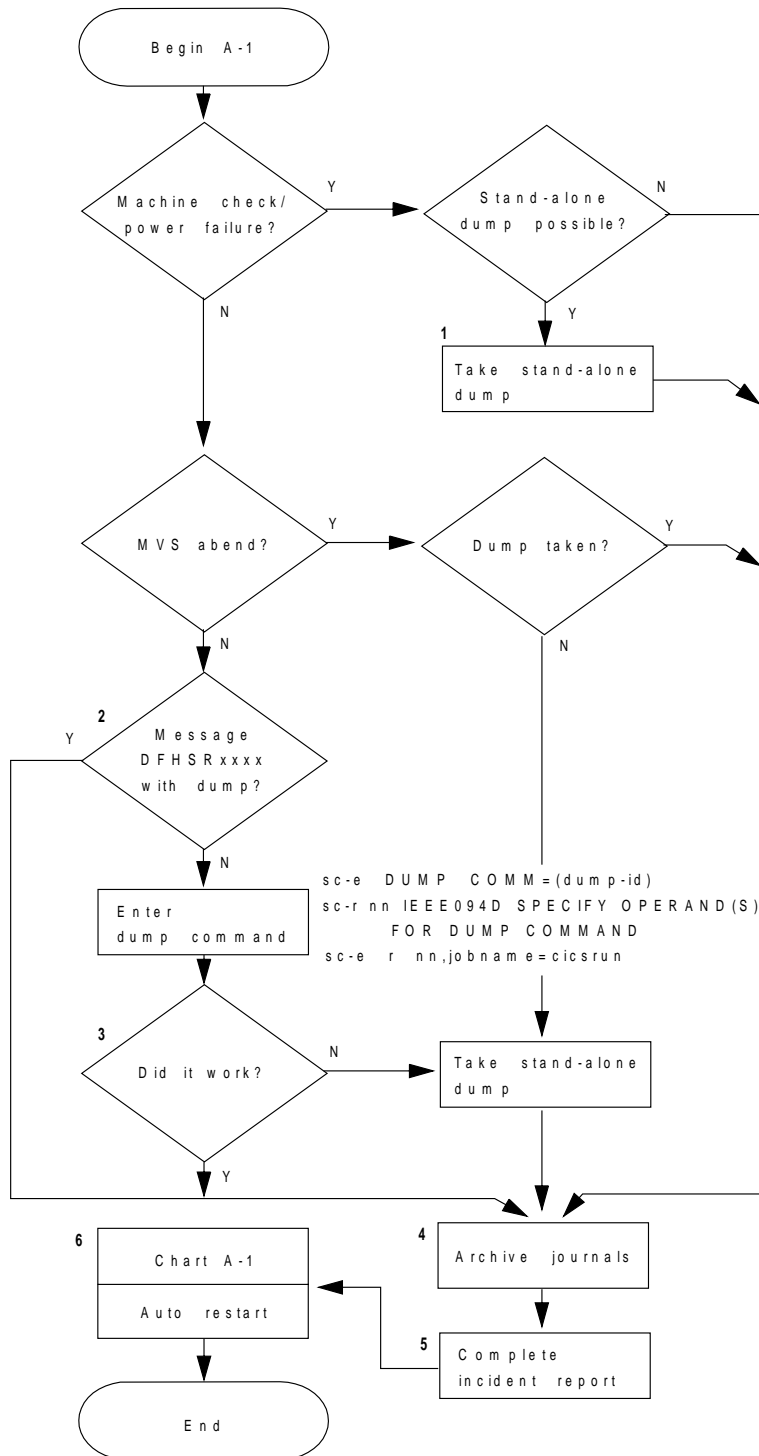 Begin A-1
Machine check/
power failure?
Y
N
Stand-alone
dump possible?
N
Y
1
Take stand-alone
dump
MVS abend?
Y
N
Dump taken?
Y
N
2
Y
Message
DFHSRxxxx
with dump?
N
Enter
dump command
sc-e DUMP COMM=(dump-id)
sc-r nn IEEE094D SPECIFY OPERAND(S)
FOR DUMP COMMAND
sc-e r nn,jobname=cicsrun
3
Did it work?
N
Y
Take stand-alone
dump
4
Archive journals
5
Complete
incident report
6
Chart A-1
Auto restart
End